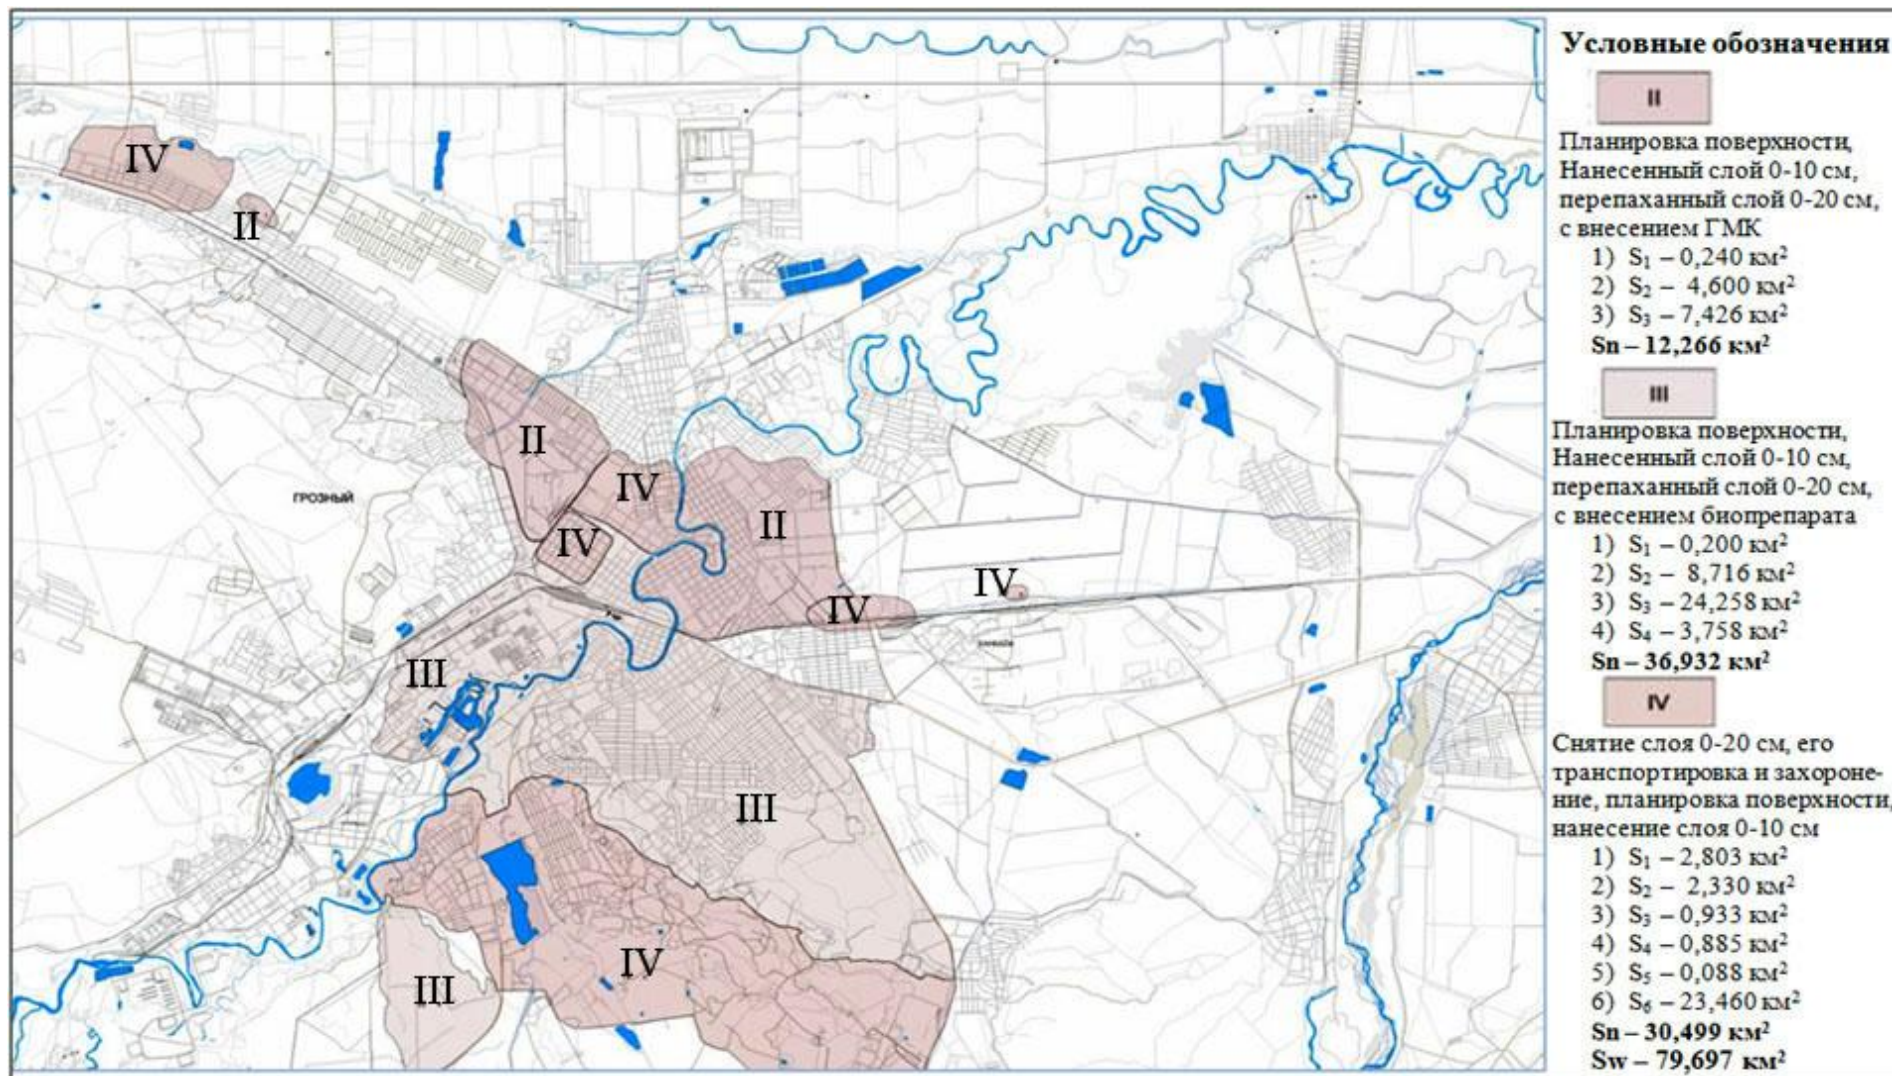 Условные обозначения
II
Планировка поверхности,
Нанесенный слой 0-10 см,
перепаханный слой 0-20 см,
с внесением ГМК
1) S₁ – 0,240 км²
2) S₂ – 4,600 км²
3) S₃ – 7,426 км²
Sn – 12,266 км²
III
Планировка поверхности,
Нанесенный слой 0-10 см,
перепаханный слой 0-20 см,
с внесением биопрепарата
1) S₁ – 0,200 км²
2) S₂ – 8,716 км²
3) S₃ – 24,258 км²
4) S₄ – 3,758 км²
Sn – 36,932 км²
IV
Снятие слоя 0-20 см, его
транспортировка и захороне-
ние, планировка поверхности,
нанесение слоя 0-10 см
1) S₁ – 2,803 км²
2) S₂ – 2,330 км²
3) S₃ – 0,933 км²
4) S₄ – 0,885 км²
5) S₅ – 0,088 км²
6) S₆ – 23,460 км²
Sn – 30,499 км²
Sw – 79,697 км²
IV
II
II
IV
ГРОЗНЫЙ
II
IV
IV
IV
III
III
IV
III